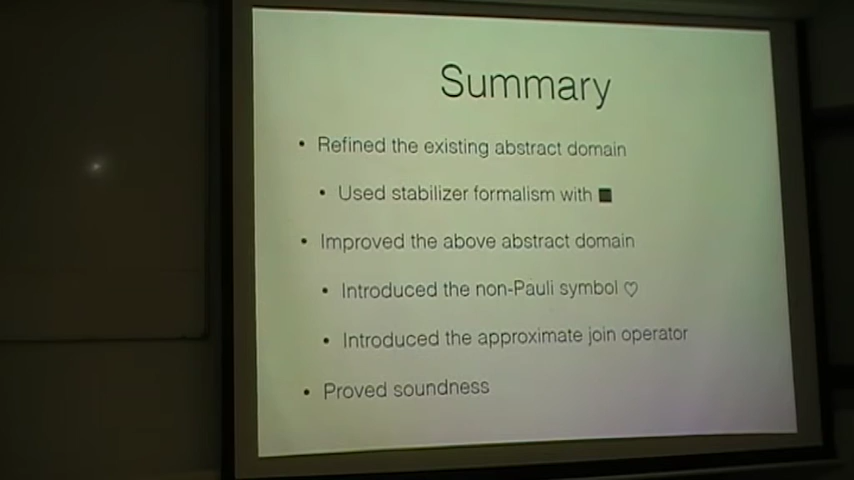 Summary
• Refined the existing abstract domain
• Used stabilizer formalism with ■
• Improved the above abstract domain
• Introduced the non-Pauli symbol ♡
• Introduced the approximate join operator
• Proved soundness